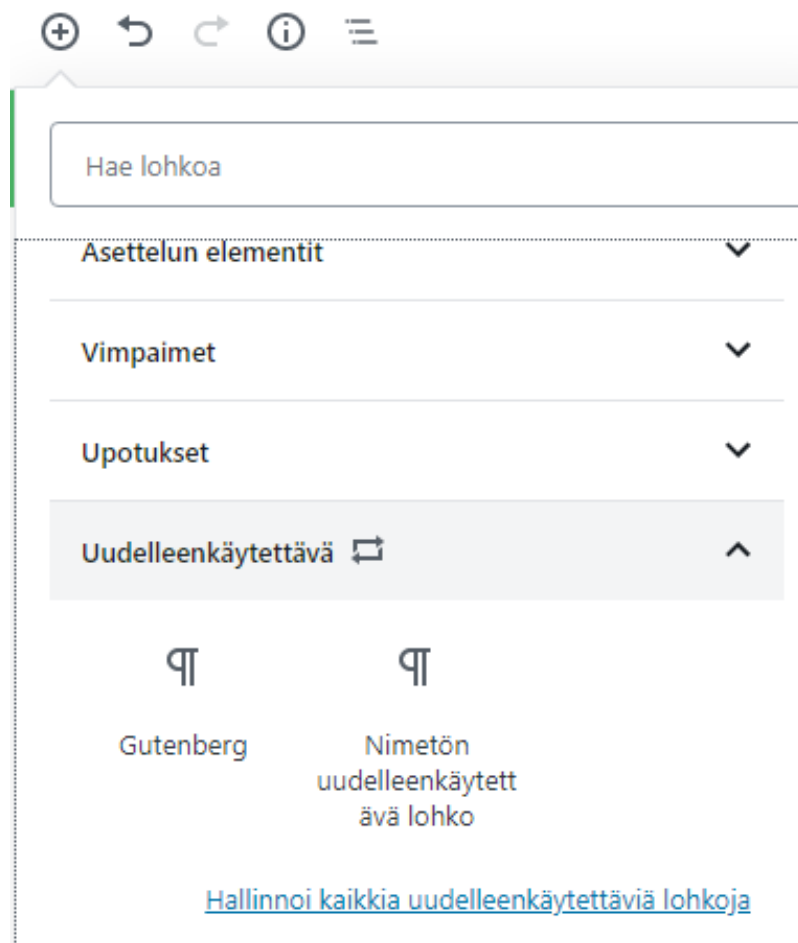 Hae lohkoa
Asettelun elementit
Vimpaimet
Upotukset
Uudelleenkäytettävä
Gutenberg
Nimetön
uudelleenkäytett
ävä lohko
Hallinnoi kaikkia uudelleenkäytettäviä lohkoja